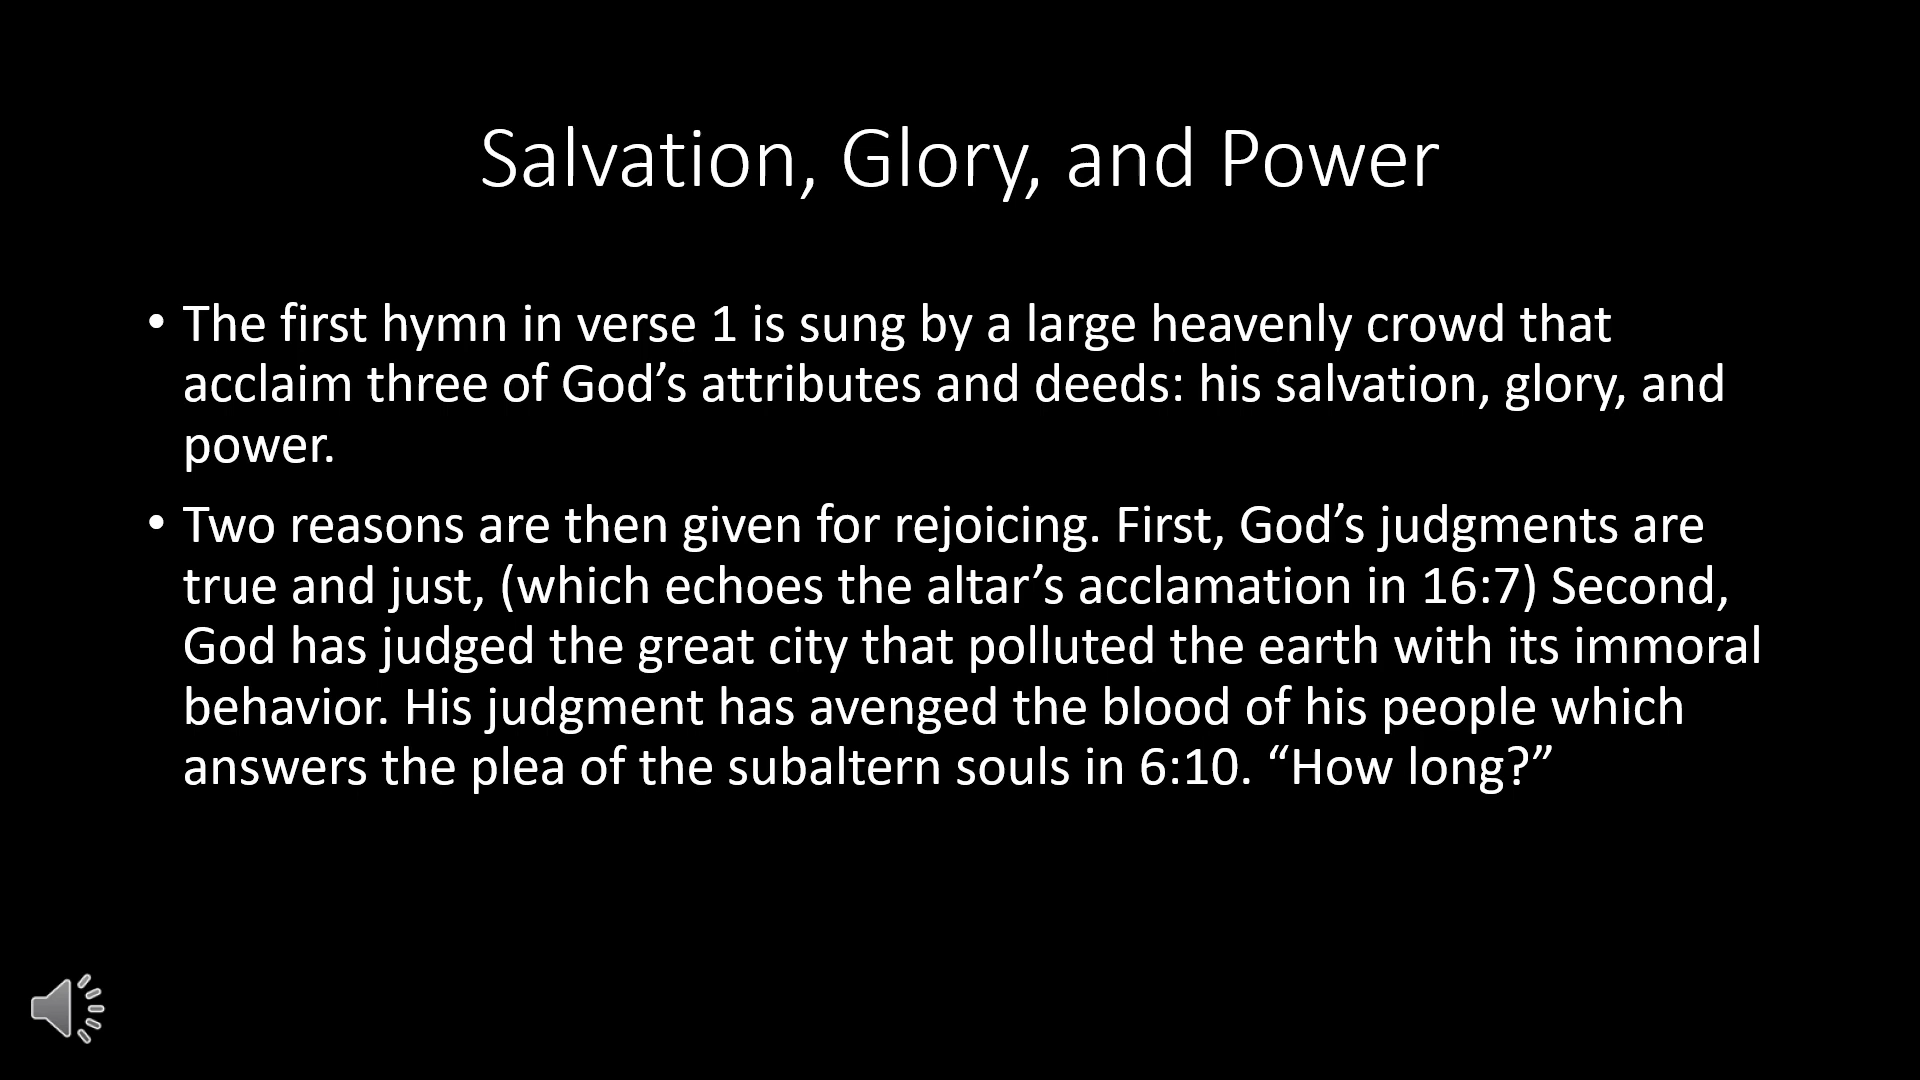 Salvation, Glory, and Power
• The first hymn in verse 1 is sung by a large heavenly crowd that
acclaim three of God’s attributes and deeds: his salvation, glory, and
power.
• Two reasons are then given for rejoicing. First, God’s judgments are
true and just, (which echoes the altar’s acclamation in 16:7) Second,
God has judged the great city that polluted the earth with its immoral
behavior. His judgment has avenged the blood of his people which
answers the plea of the subaltern souls in 6:10. “How long?”